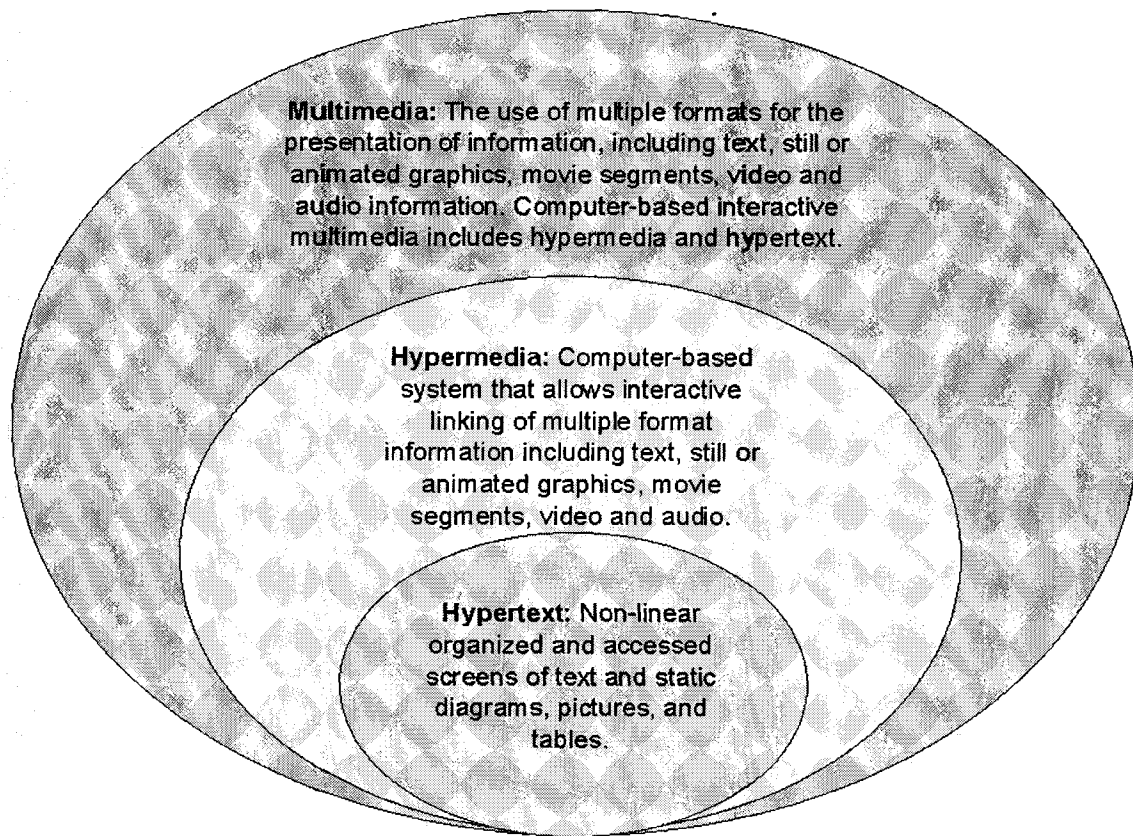 Multimedia: The use of multiple formats for the
presentation of information, including text, still or
animated graphics, movie segments, video and
audio information. Computer-based interactive
multimedia includes hypermedia and hypertext.
Hypermedia: Computer-based
system that allows interactive
linking of multiple format
information including text, still or
animated graphics, movie
segments, video and audio.
Hypertext: Non-linear
organized and accessed
screens of text and static
diagrams, pictures, and
tables.